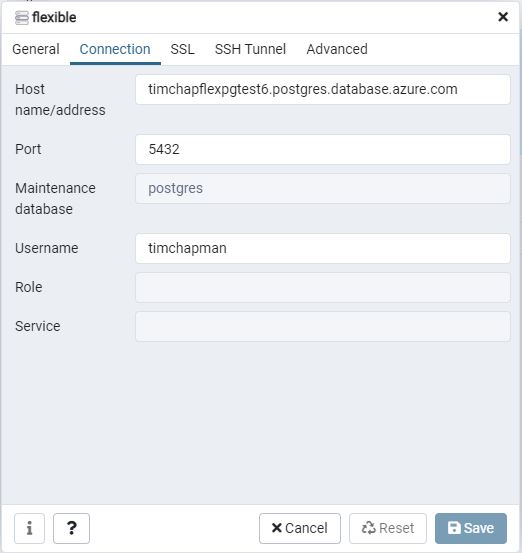 flexible
General Connection SSL SSH Tunnel Advanced
Host name/address
timchapflexpgtest6.postgres.database.azure.com
Port
5432
Maintenance database
postgres
Username
timchapman
Role
Service
i ? Cancel Reset Save